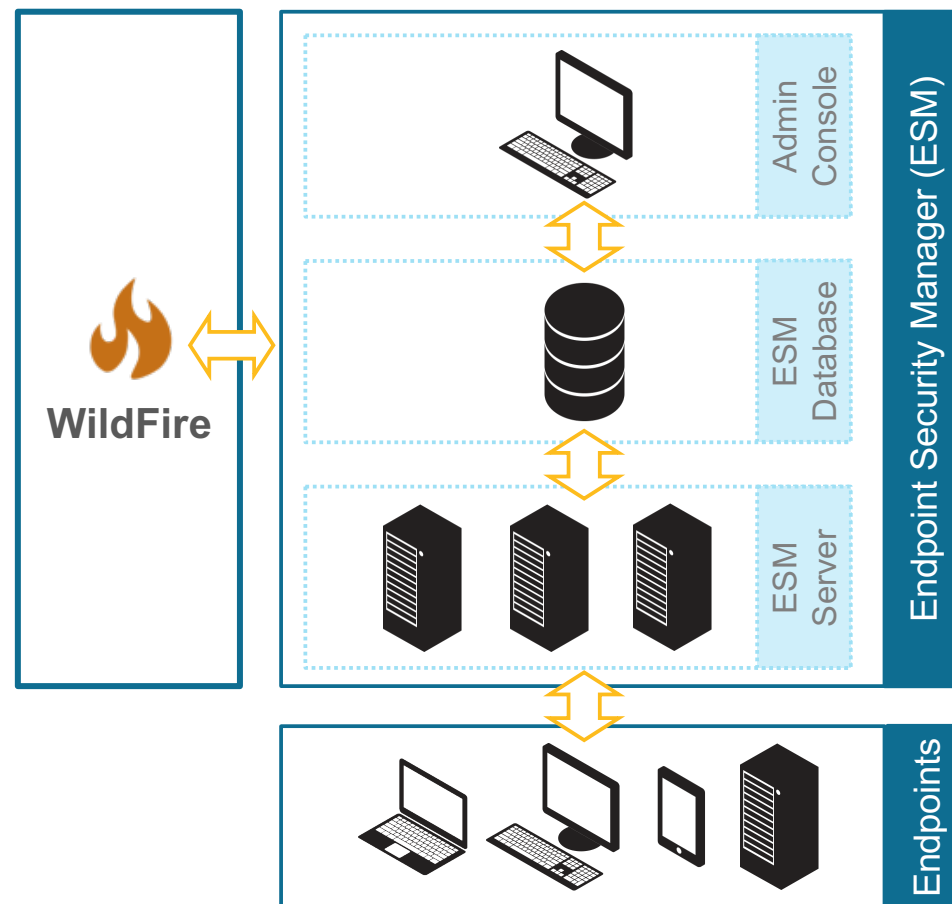 Admin
Console
ESM
Database
ESM
Server
Endpoint Security Manager (ESM)
WildFire
Endpoints